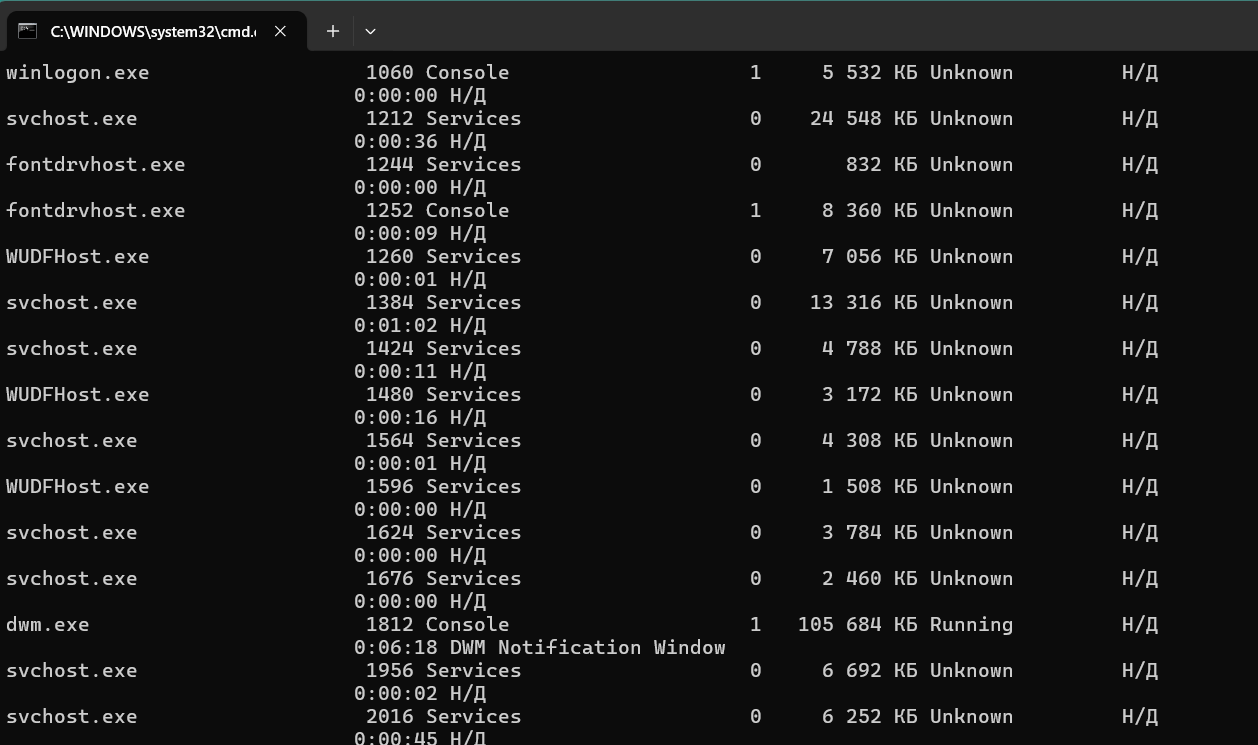 C:\WINDOWS\system32\cmd.
winlogon.exe 1060 Console 1 5 532 КБ Unknown Н/Д
0:00:00 Н/Д
svchost.exe 1212 Services 0 24 548 КБ Unknown Н/Д
0:00:36 Н/Д
fontdrvhost.exe 1244 Services 0 832 КБ Unknown Н/Д
0:00:00 Н/Д
fontdrvhost.exe 1252 Console 1 8 360 КБ Unknown Н/Д
0:00:09 Н/Д
WUDFHost.exe 1260 Services 0 7 056 КБ Unknown Н/Д
0:00:01 Н/Д
svchost.exe 1384 Services 0 13 316 КБ Unknown Н/Д
0:01:02 Н/Д
svchost.exe 1424 Services 0 4 788 КБ Unknown Н/Д
0:00:11 Н/Д
WUDFHost.exe 1480 Services 0 3 172 КБ Unknown Н/Д
0:00:16 Н/Д
svchost.exe 1564 Services 0 4 308 КБ Unknown Н/Д
0:00:01 Н/Д
WUDFHost.exe 1596 Services 0 1 508 КБ Unknown Н/Д
0:00:00 Н/Д
svchost.exe 1624 Services 0 3 784 КБ Unknown Н/Д
0:00:00 Н/Д
svchost.exe 1676 Services 0 2 460 КБ Unknown Н/Д
0:00:00 Н/Д
dwm.exe 1812 Console 1 105 684 КБ Running Н/Д
0:06:18 DWM Notification Window
svchost.exe 1956 Services 0 6 692 КБ Unknown Н/Д
0:00:02 Н/Д
svchost.exe 2016 Services 0 6 252 КБ Unknown Н/Д
0:00:45 Н/Д